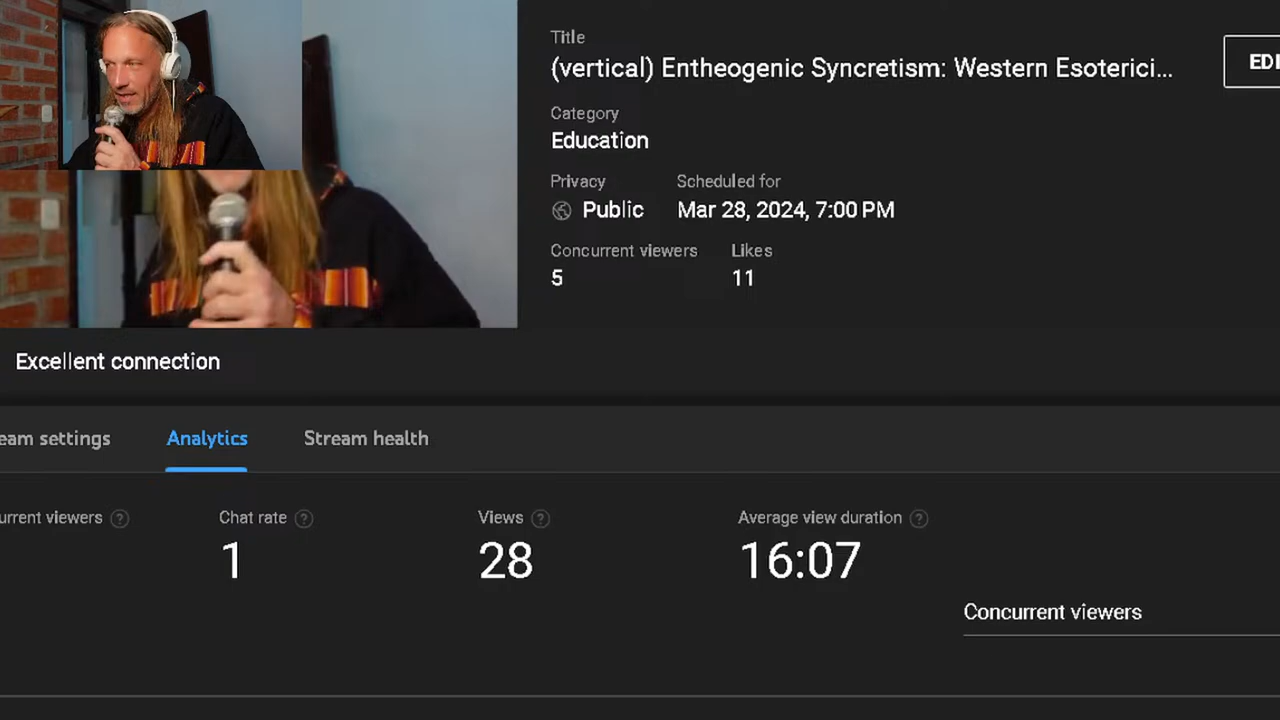 Title
(vertical) Entheogenic Syncretism: Western Esoterici...
Category
Education
Privacy Scheduled for
Public Mar 28, 2024, 7:00 PM
Concurrent viewers Likes
5 11
EDI
Excellent connection
eam settings Analytics Stream health
urrent viewers Chat rate Views Average view duration
1 28 16:07
Concurrent viewers